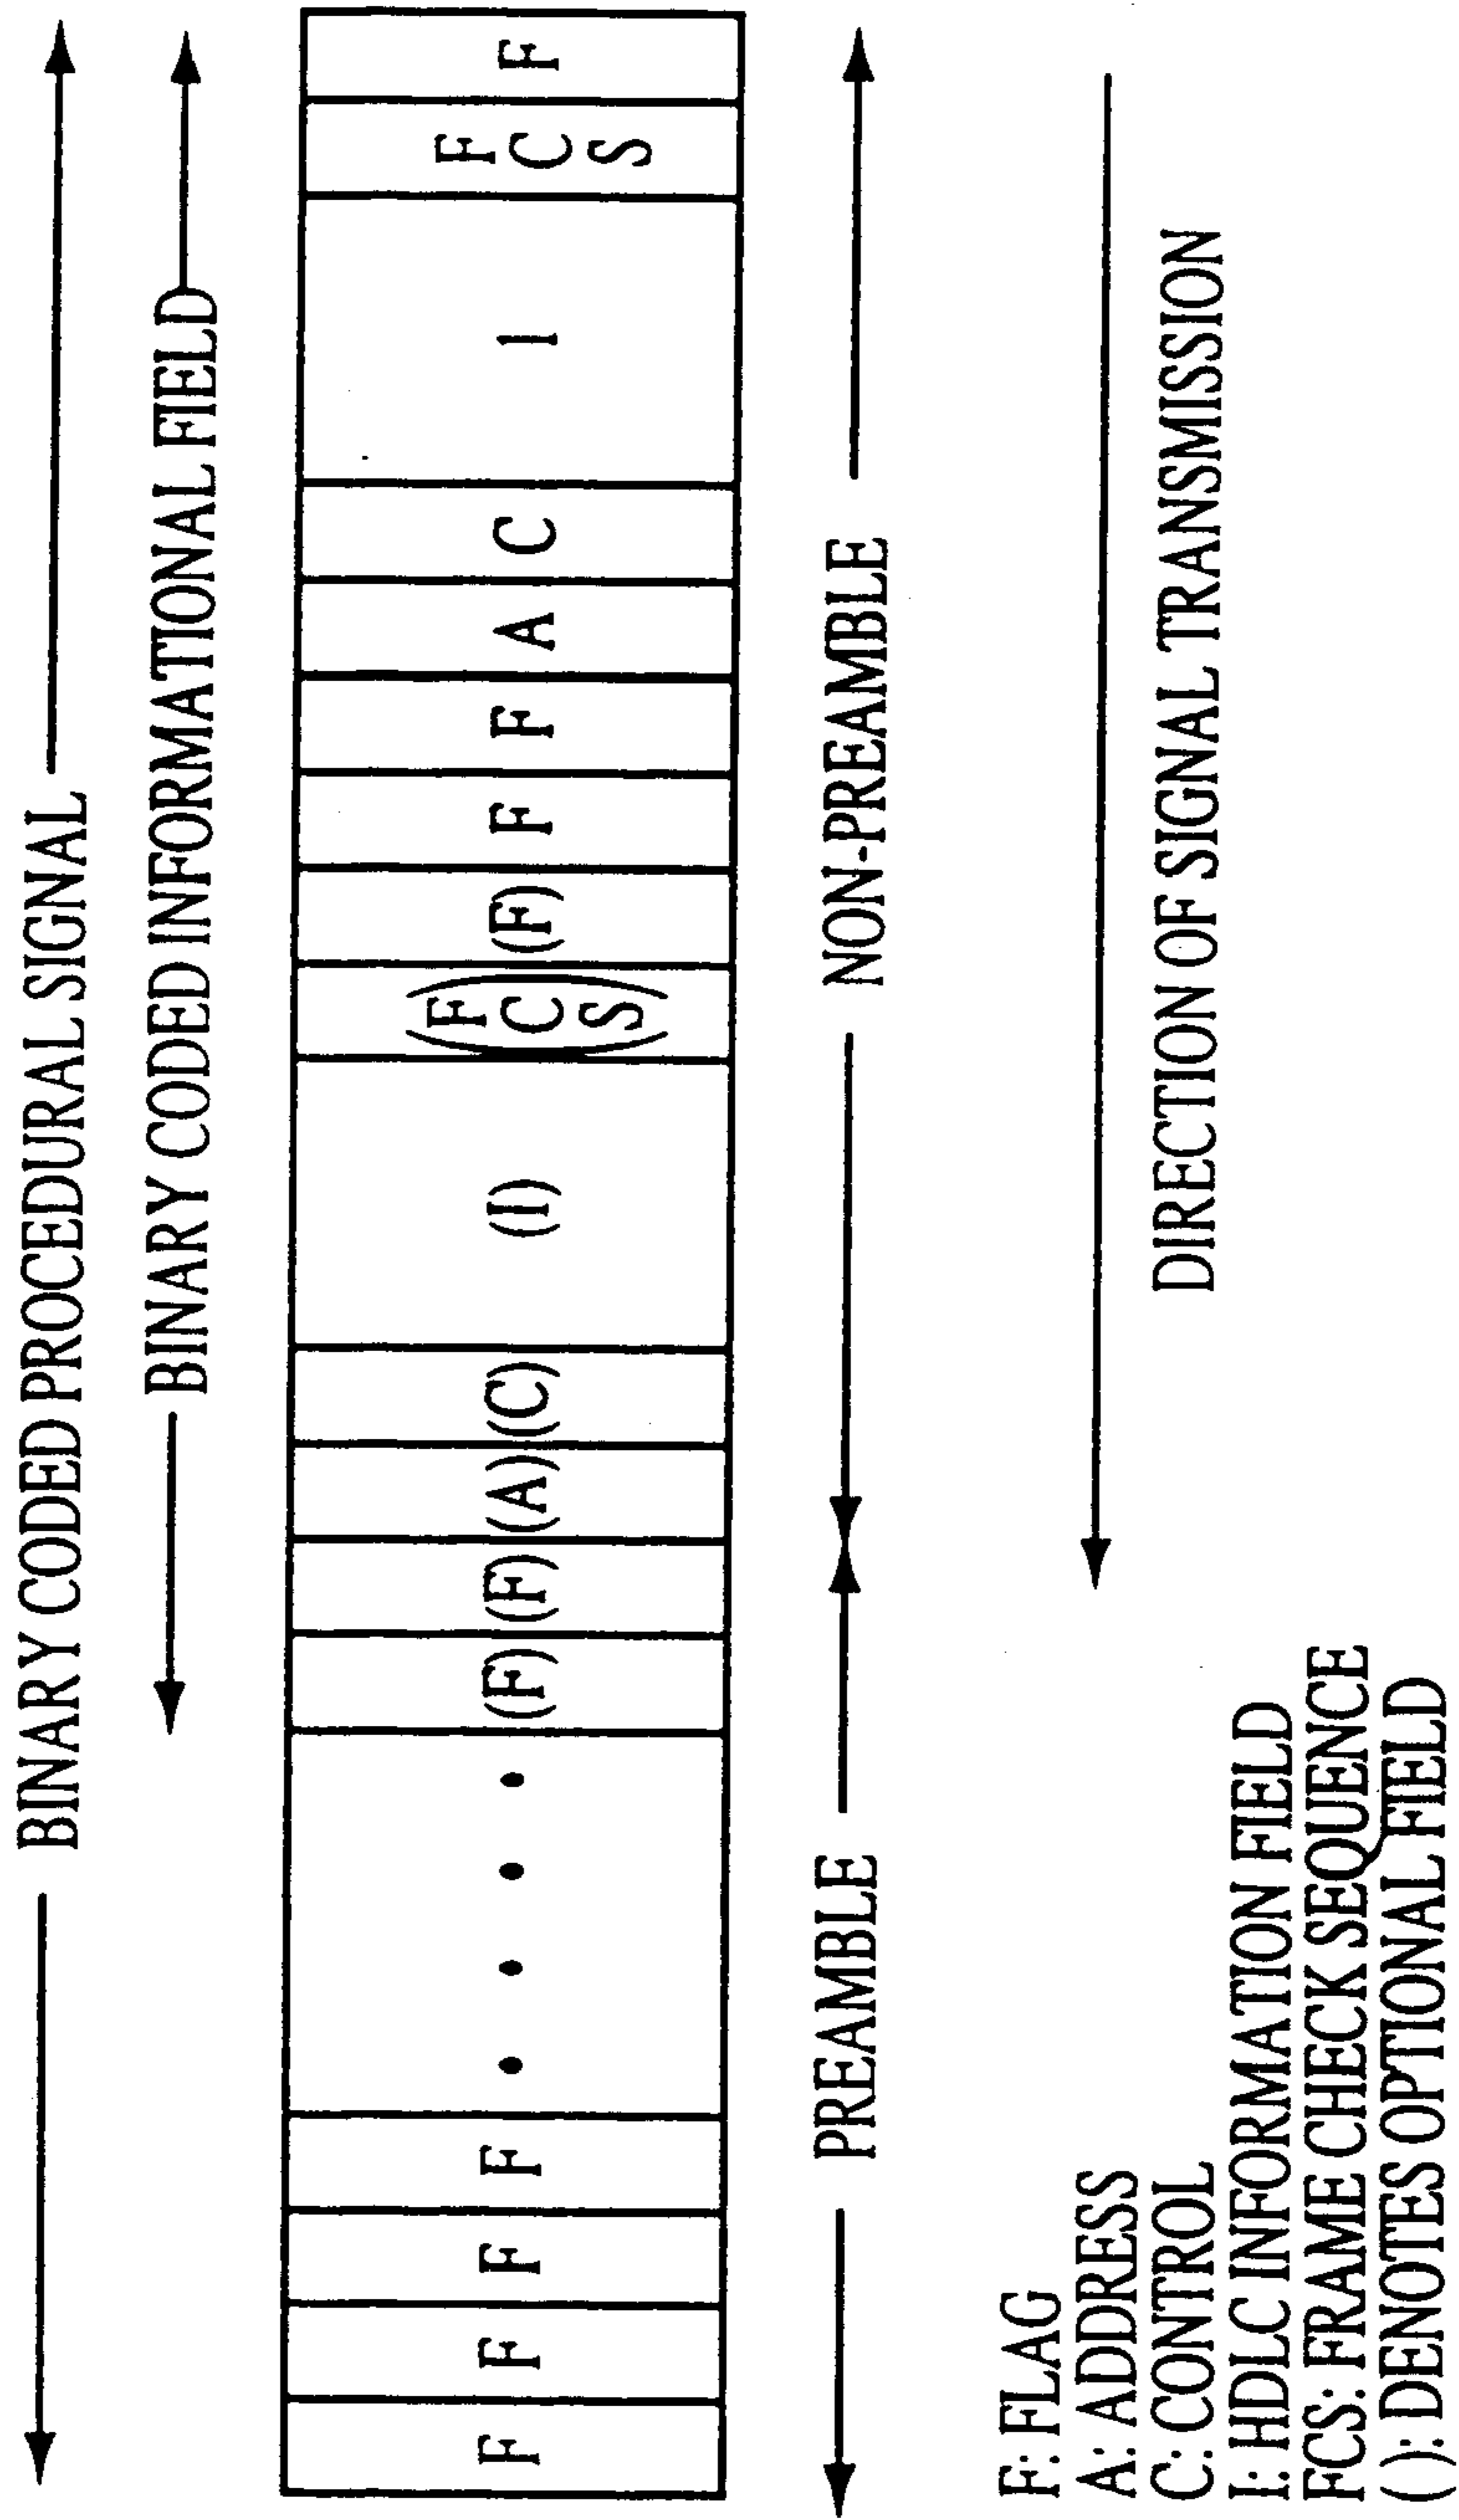 BINARY CODED PROCEDURAL SIGNAL
BINARY CODED INFORMATIONAL FIELD
F F F F • • • • (F) (F) (A) (C) (I) (FCS) (F) F F A C I FCS F
PREAMBLE NON-PREAMBLE
DIRECTION OF SIGNAL TRANSMISSION
F: FLAG
A: ADDRESS
C: CONTROL
I: HDLC INFORMATION FIELD
FCS: FRAME CHECK SEQUENCE
( ): DENOTES OPTIONAL FIELD